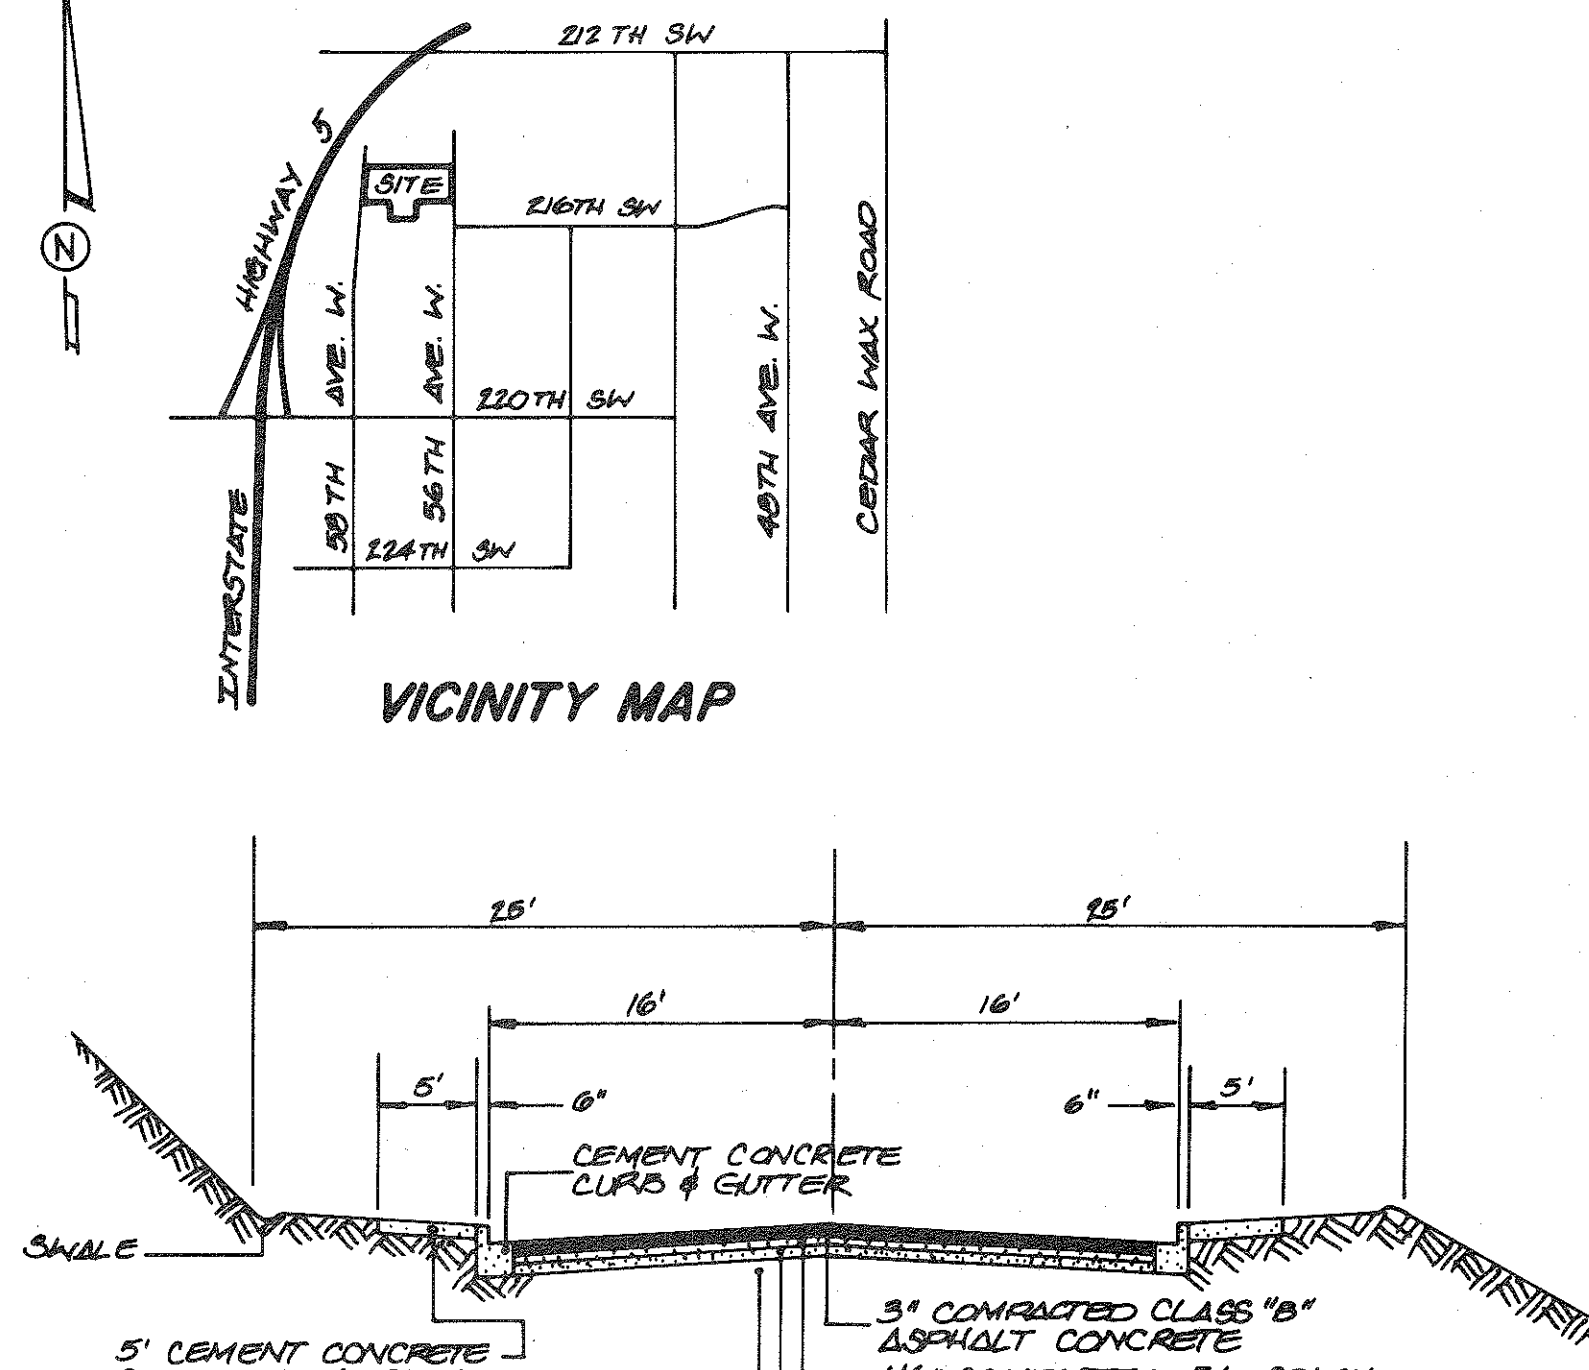 212 TH SW
HIGHWAY 5
SITE
216TH SW
N
58TH AVE. W.
56TH AVE. W.
220TH SW
48TH AVE. W.
CEDAR WAX ROAD
224TH SW
INTERSTATE
VICINITY MAP
25' 25'
16' 16'
5' 6" 6" 5'
CEMENT CONCRETE
CURB & GUTTER
SWALE
3" COMPACTED CLASS "B"
ASPHALT CONCRETE
5' CEMENT CONCRETE